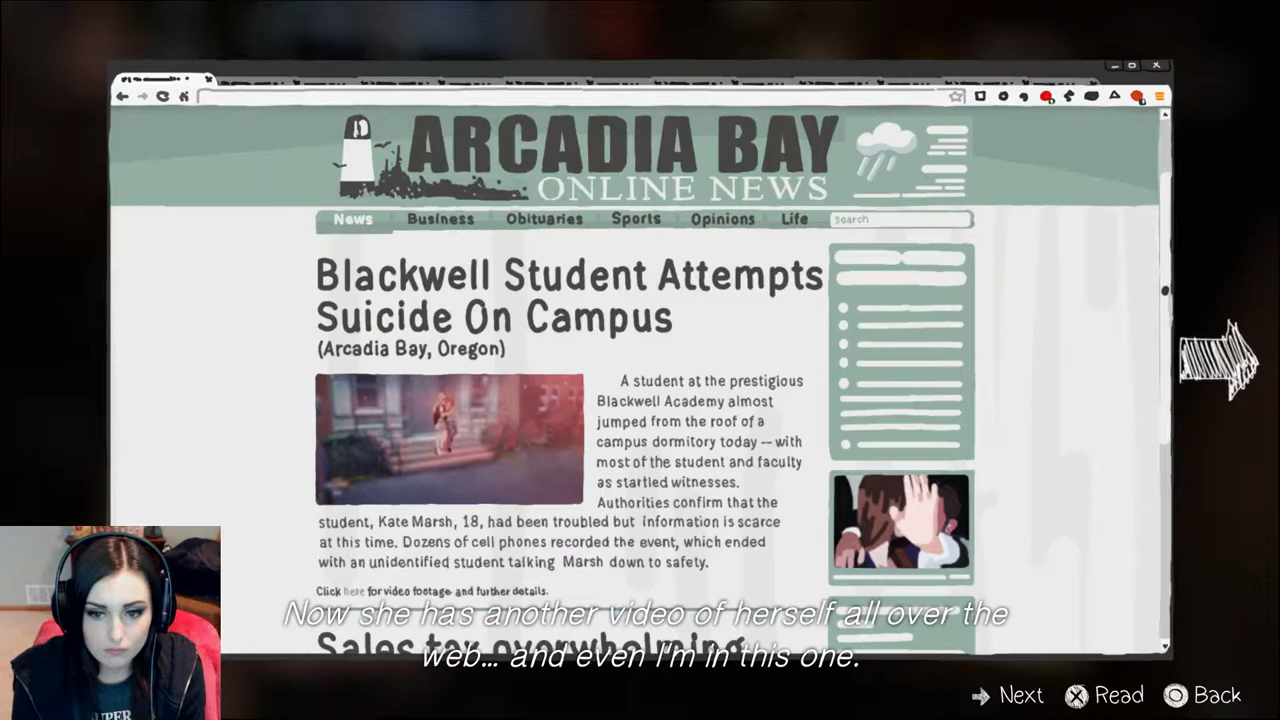 ARCADIA BAY
ONLINE NEWS
News Business Obituaries Sports Opinions Life search
Blackwell Student Attempts
Suicide On Campus
(Arcadia Bay, Oregon)
A student at the prestigious
Blackwell Academy almost
jumped from the roof of a
campus dormitory today -- with
most of the student and faculty
as startled witnesses.
Authorities confirm that the
student, Kate Marsh, 18, had been troubled but information is scarce
at this time. Dozens of cell phones recorded the event, which ended
with an unidentified student talking Marsh down to safety.
Click here for video footage and further details.
Now she has another video of herself all over the
Sales tax overwhelming
web... and even I'm in this one.
SUPER
Next Read Back